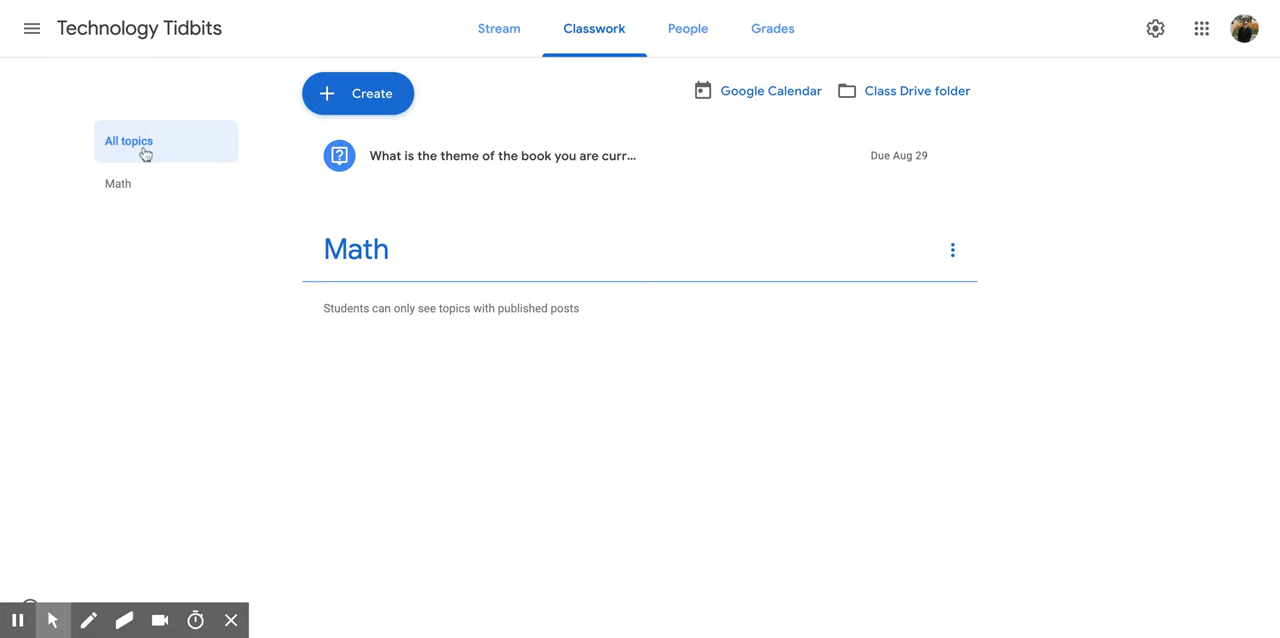 Technology Tidbits
Stream
Classwork
People
Grades
Create
Google Calendar
Class Drive folder
All topics
What is the theme of the book you are curr...
Due Aug 29
Math
Math
Students can only see topics with published posts